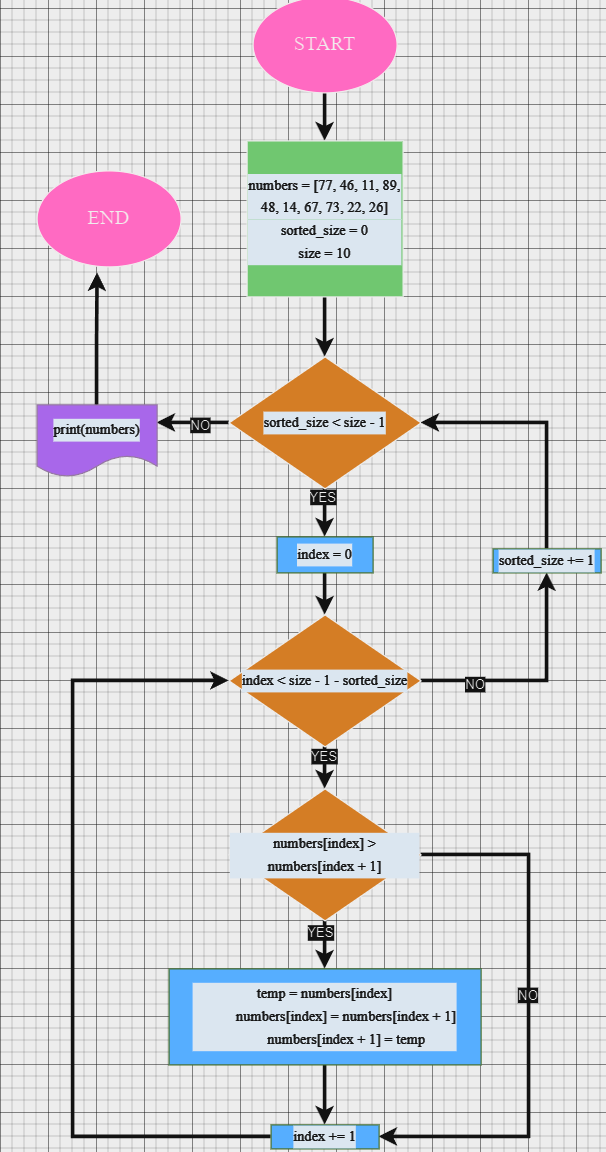 START
numbers = [77, 46, 11, 89,
48, 14, 67, 73, 22, 26]
sorted_size = 0
size = 10
END
sorted_size < size - 1
NO
print(numbers)
YES
index = 0
sorted_size += 1
index < size - 1 - sorted_size
NO
YES
numbers[index] >
numbers[index + 1]
YES
temp = numbers[index]
numbers[index] = numbers[index + 1]
numbers[index + 1] = temp
NO
index += 1